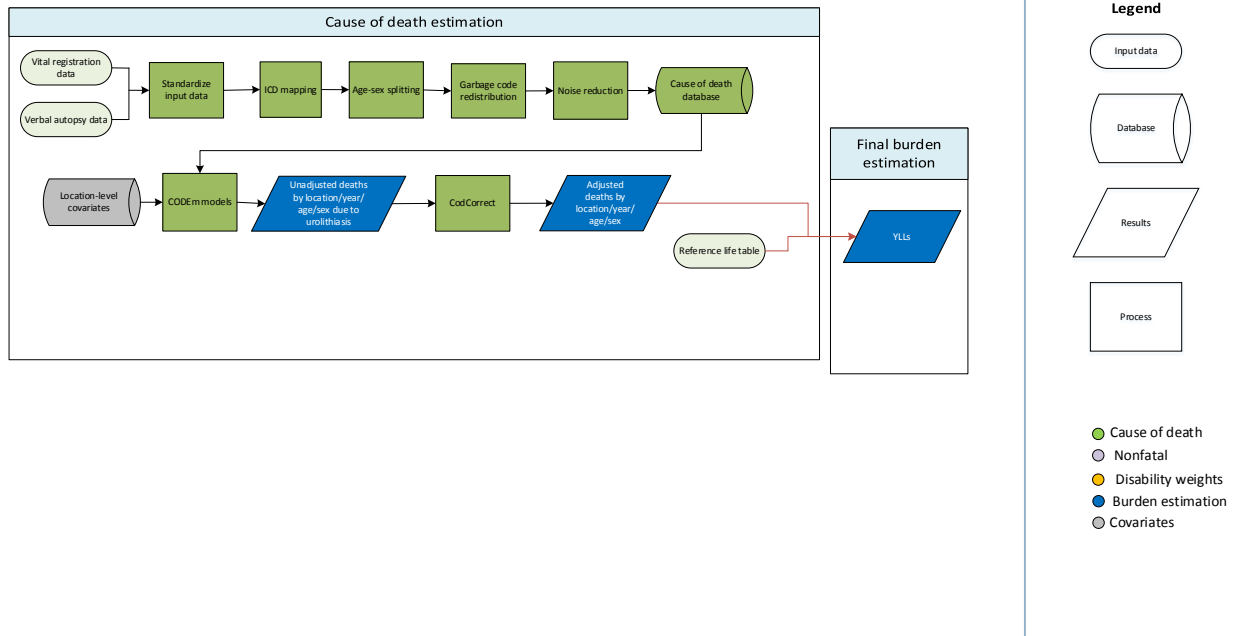 Cause of death estimation
Vital registration
data
Verbal autopsy data
Standardize
input data
ICD mapping
Age-sex splitting
Garbage code
redistribution
Noise reduction
Cause of death
database
Location-level
covariates
CODEm models
Unadjusted deaths
by location/year/
age/sex due to
urolithiasis
CodCorrect
Adjusted
deaths by
location/year/
age/sex
Reference life table
Final burden
estimation
YLLs
Legend
Input data
Database
Results
Process
Cause of death
Nonfatal
Disability weights
Burden estimation
Covariates